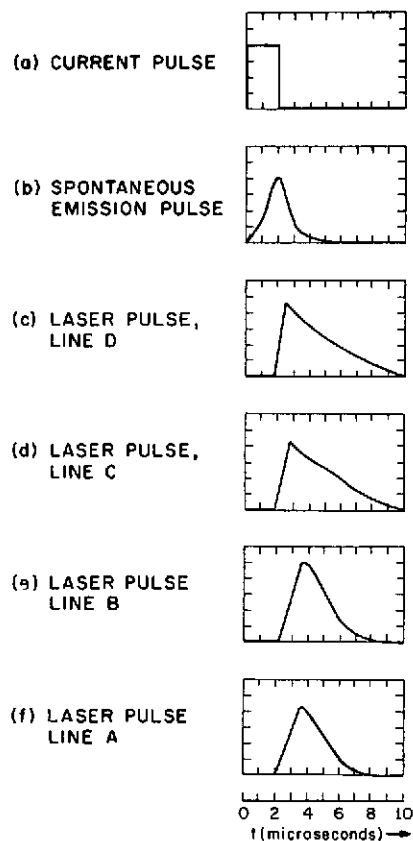 (a) CURRENT PULSE
(b) SPONTANEOUS
EMISSION PULSE
(c) LASER PULSE,
LINE D
(d) LASER PULSE,
LINE C
(e) LASER PULSE
LINE B
(f) LASER PULSE
LINE A
0 2 4 6 8 10
t (microseconds) →